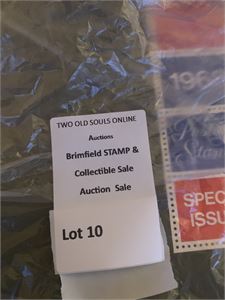 TWO OLD SOULS ONLINE
Auctions
Brimfield STAMP &
Collectible Sale
Auction Sale
Lot 10
SPEC
ISSU